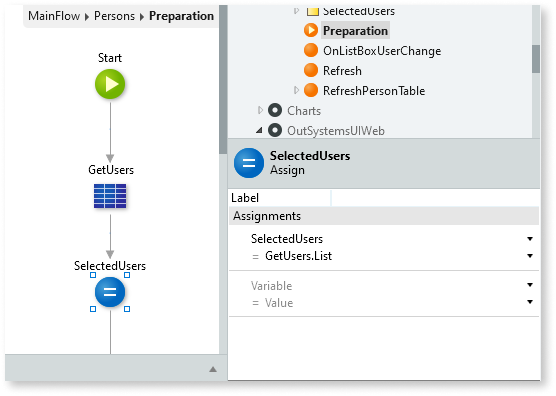 MainFlow ▸ Persons ▸ Preparation
Start
GetUsers
SelectedUsers
SelectedUsers
Preparation
OnListBoxUserChange
Refresh
RefreshPersonTable
Charts
OutSystemsUIWeb
SelectedUsers
Assign
Label
Assignments
SelectedUsers
= GetUsers.List
Variable
= Value